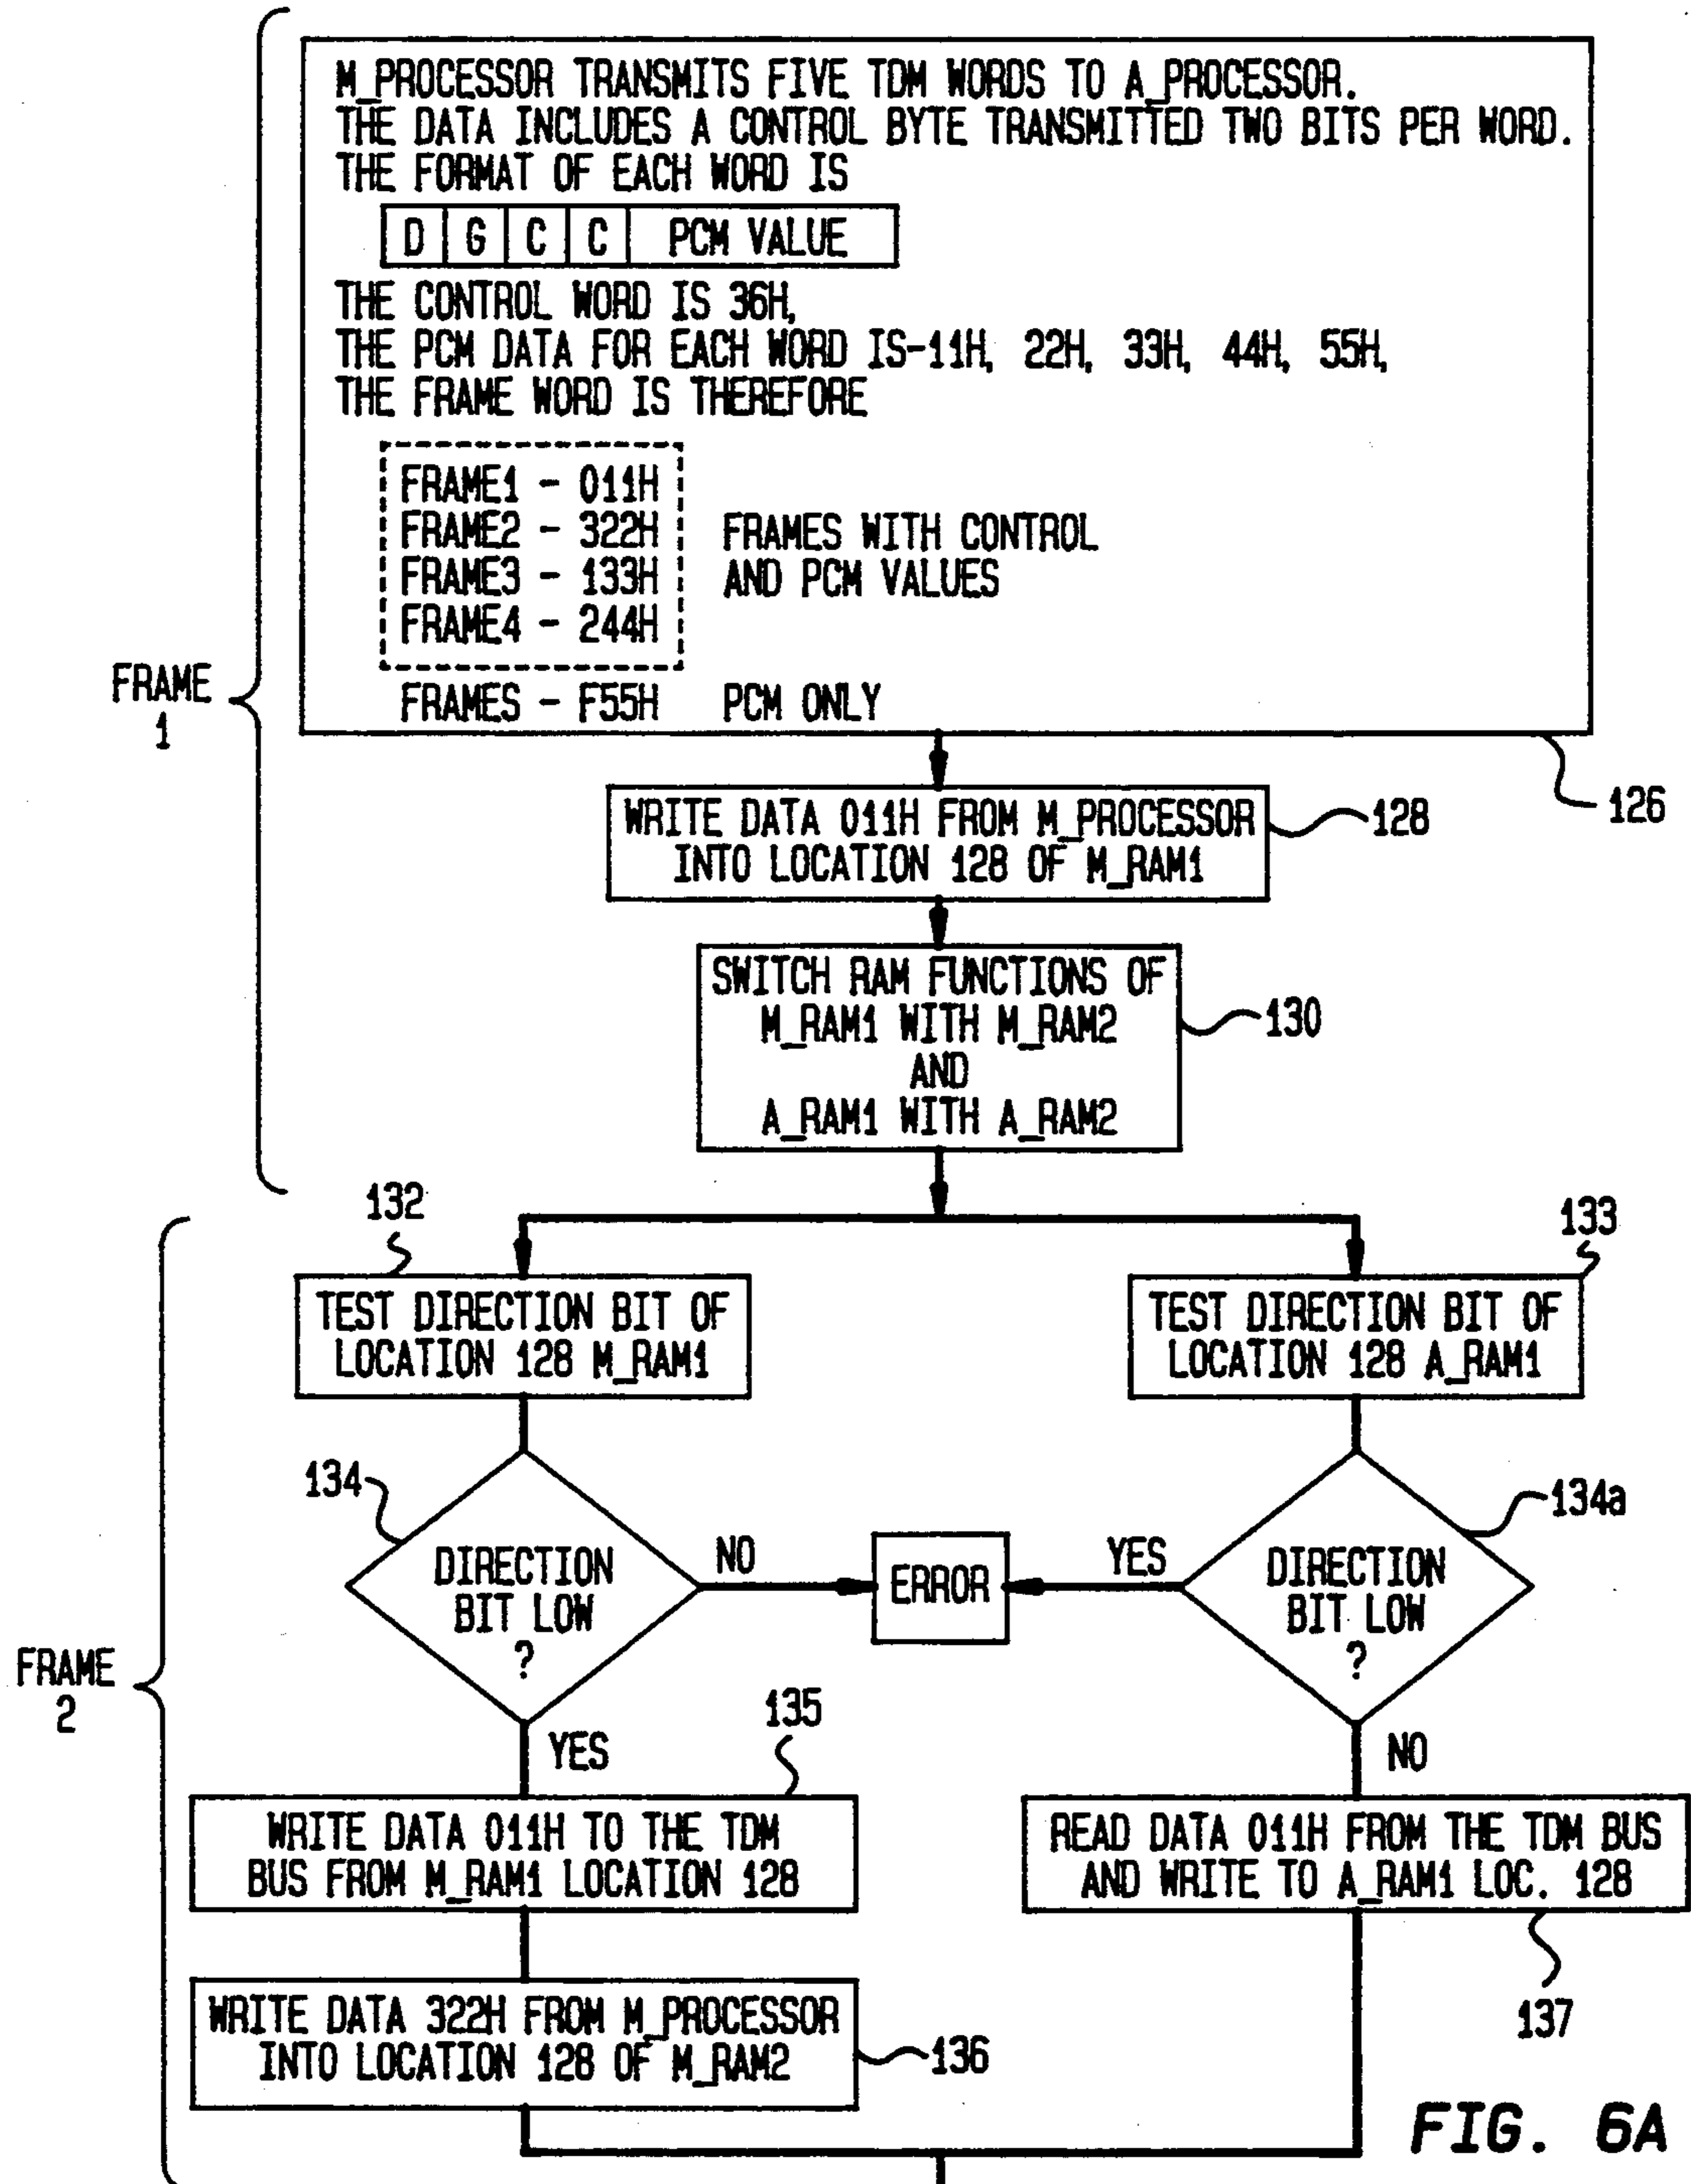 M_PROCESSOR TRANSMITS FIVE TDM WORDS TO A_PROCESSOR.
THE DATA INCLUDES A CONTROL BYTE TRANSMITTED TWO BITS PER WORD.
THE FORMAT OF EACH WORD IS
D G C C PCM VALUE
THE CONTROL WORD IS 36H,
THE PCM DATA FOR EACH WORD IS-11H, 22H, 33H, 44H, 55H,
THE FRAME WORD IS THEREFORE
FRAME1 - 011H
FRAME2 - 322H
FRAME3 - 133H
FRAME4 - 244H
FRAMES WITH CONTROL
AND PCM VALUES
FRAMES - F55H PCM ONLY
FRAME
1
126
WRITE DATA 011H FROM M_PROCESSOR
INTO LOCATION 128 OF M_RAM1
128
SWITCH RAM FUNCTIONS OF
M_RAM1 WITH M_RAM2
AND
A_RAM1 WITH A_RAM2
130
132
133
TEST DIRECTION BIT OF
LOCATION 128 M_RAM1
TEST DIRECTION BIT OF
LOCATION 128 A_RAM1
134
DIRECTION
BIT LOW
?
NO
ERROR
YES
134a
DIRECTION
BIT LOW
?
FRAME
2
YES
135
NO
WRITE DATA 011H TO THE TDM
BUS FROM M_RAM1 LOCATION 128
READ DATA 011H FROM THE TDM BUS
AND WRITE TO A_RAM1 LOC. 128
137
WRITE DATA 322H FROM M_PROCESSOR
INTO LOCATION 128 OF M_RAM2
136
FIG. 6A